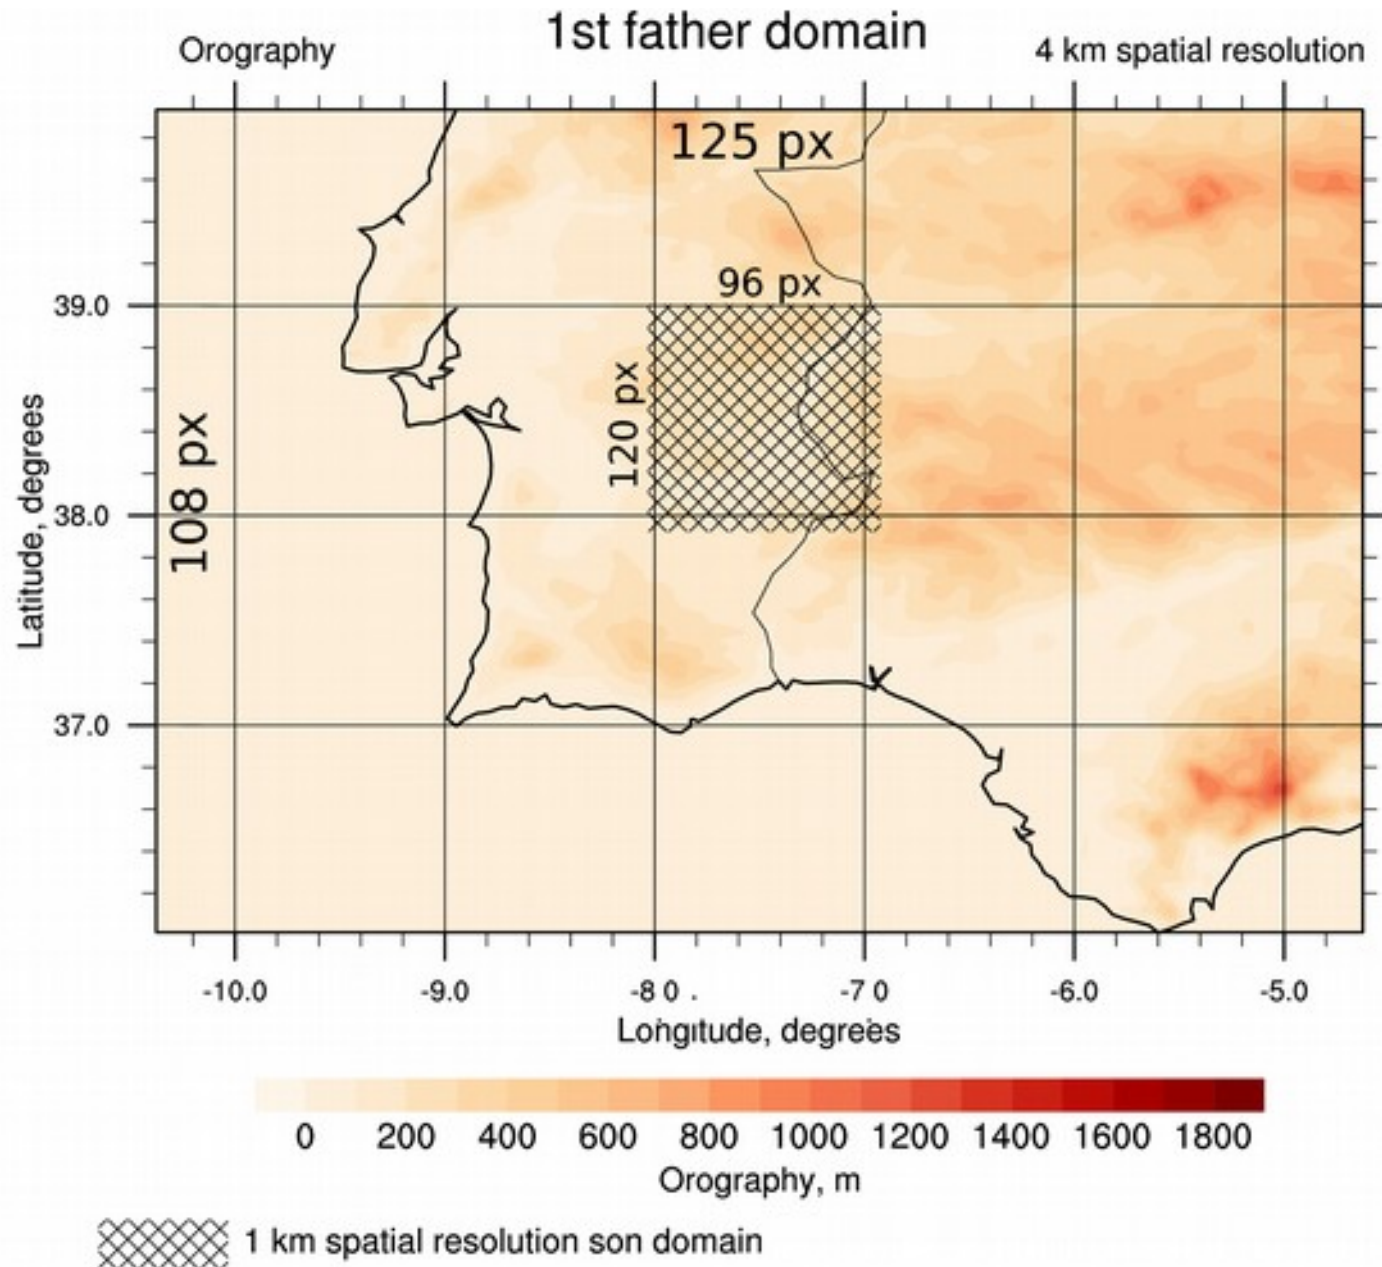 1st father domain
Orography
4 km spatial resolution
125 px
96 px
120 px
108 px
39.0
38.0
37.0
Latitude, degrees
-10.0 -9.0 -8 0 . -7 0 -6.0 -5.0
Longitude, degrees
0 200 400 600 800 1000 1200 1400 1600 1800
Orography, m
1 km spatial resolution son domain